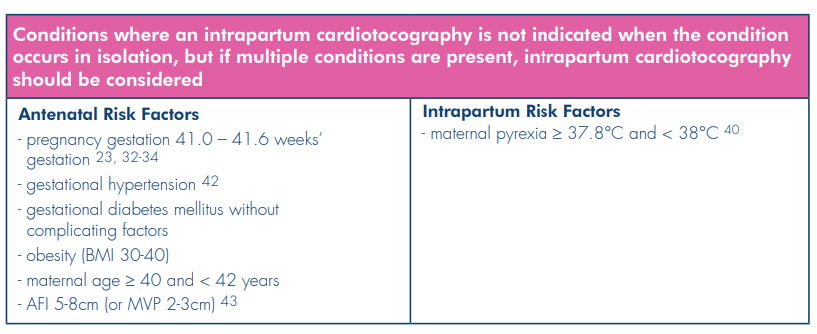 Conditions where an intrapartum cardiotocography is not indicated when the condition
occurs in isolation, but if multiple conditions are present, intrapartum cardiotocography
should be considered
Antenatal Risk Factors
- pregnancy gestation 41.0 – 41.6 weeks’
gestation 23, 32-34
- gestational hypertension 42
- gestational diabetes mellitus without
complicating factors
- obesity (BMI 30-40)
- maternal age ≥ 40 and < 42 years
- AFI 5-8cm (or MVP 2-3cm) 43
Intrapartum Risk Factors
- maternal pyrexia ≥ 37.8°C and < 38°C 40